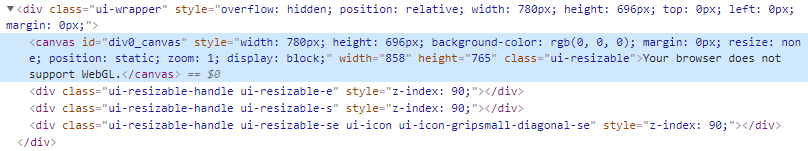 ▼<div class="ui-wrapper" style="overflow: hidden; position: relative; width: 780px; height: 696px; top: 0px; left: 0px;
margin: 0px;">
<canvas id="div0_canvas" style="width: 780px; height: 696px; background-color: rgb(0, 0, 0); margin: 0px; resize: non
e; position: static; zoom: 1; display: block;" width="858" height="765" class="ui-resizable">Your browser does not
support WebGL.</canvas> == $0
<div class="ui-resizable-handle ui-resizable-e" style="z-index: 90;"></div>
<div class="ui-resizable-handle ui-resizable-s" style="z-index: 90;"></div>
<div class="ui-resizable-handle ui-resizable-se ui-icon ui-icon-gripsmall-diagonal-se" style="z-index: 90;"></div>
</div>